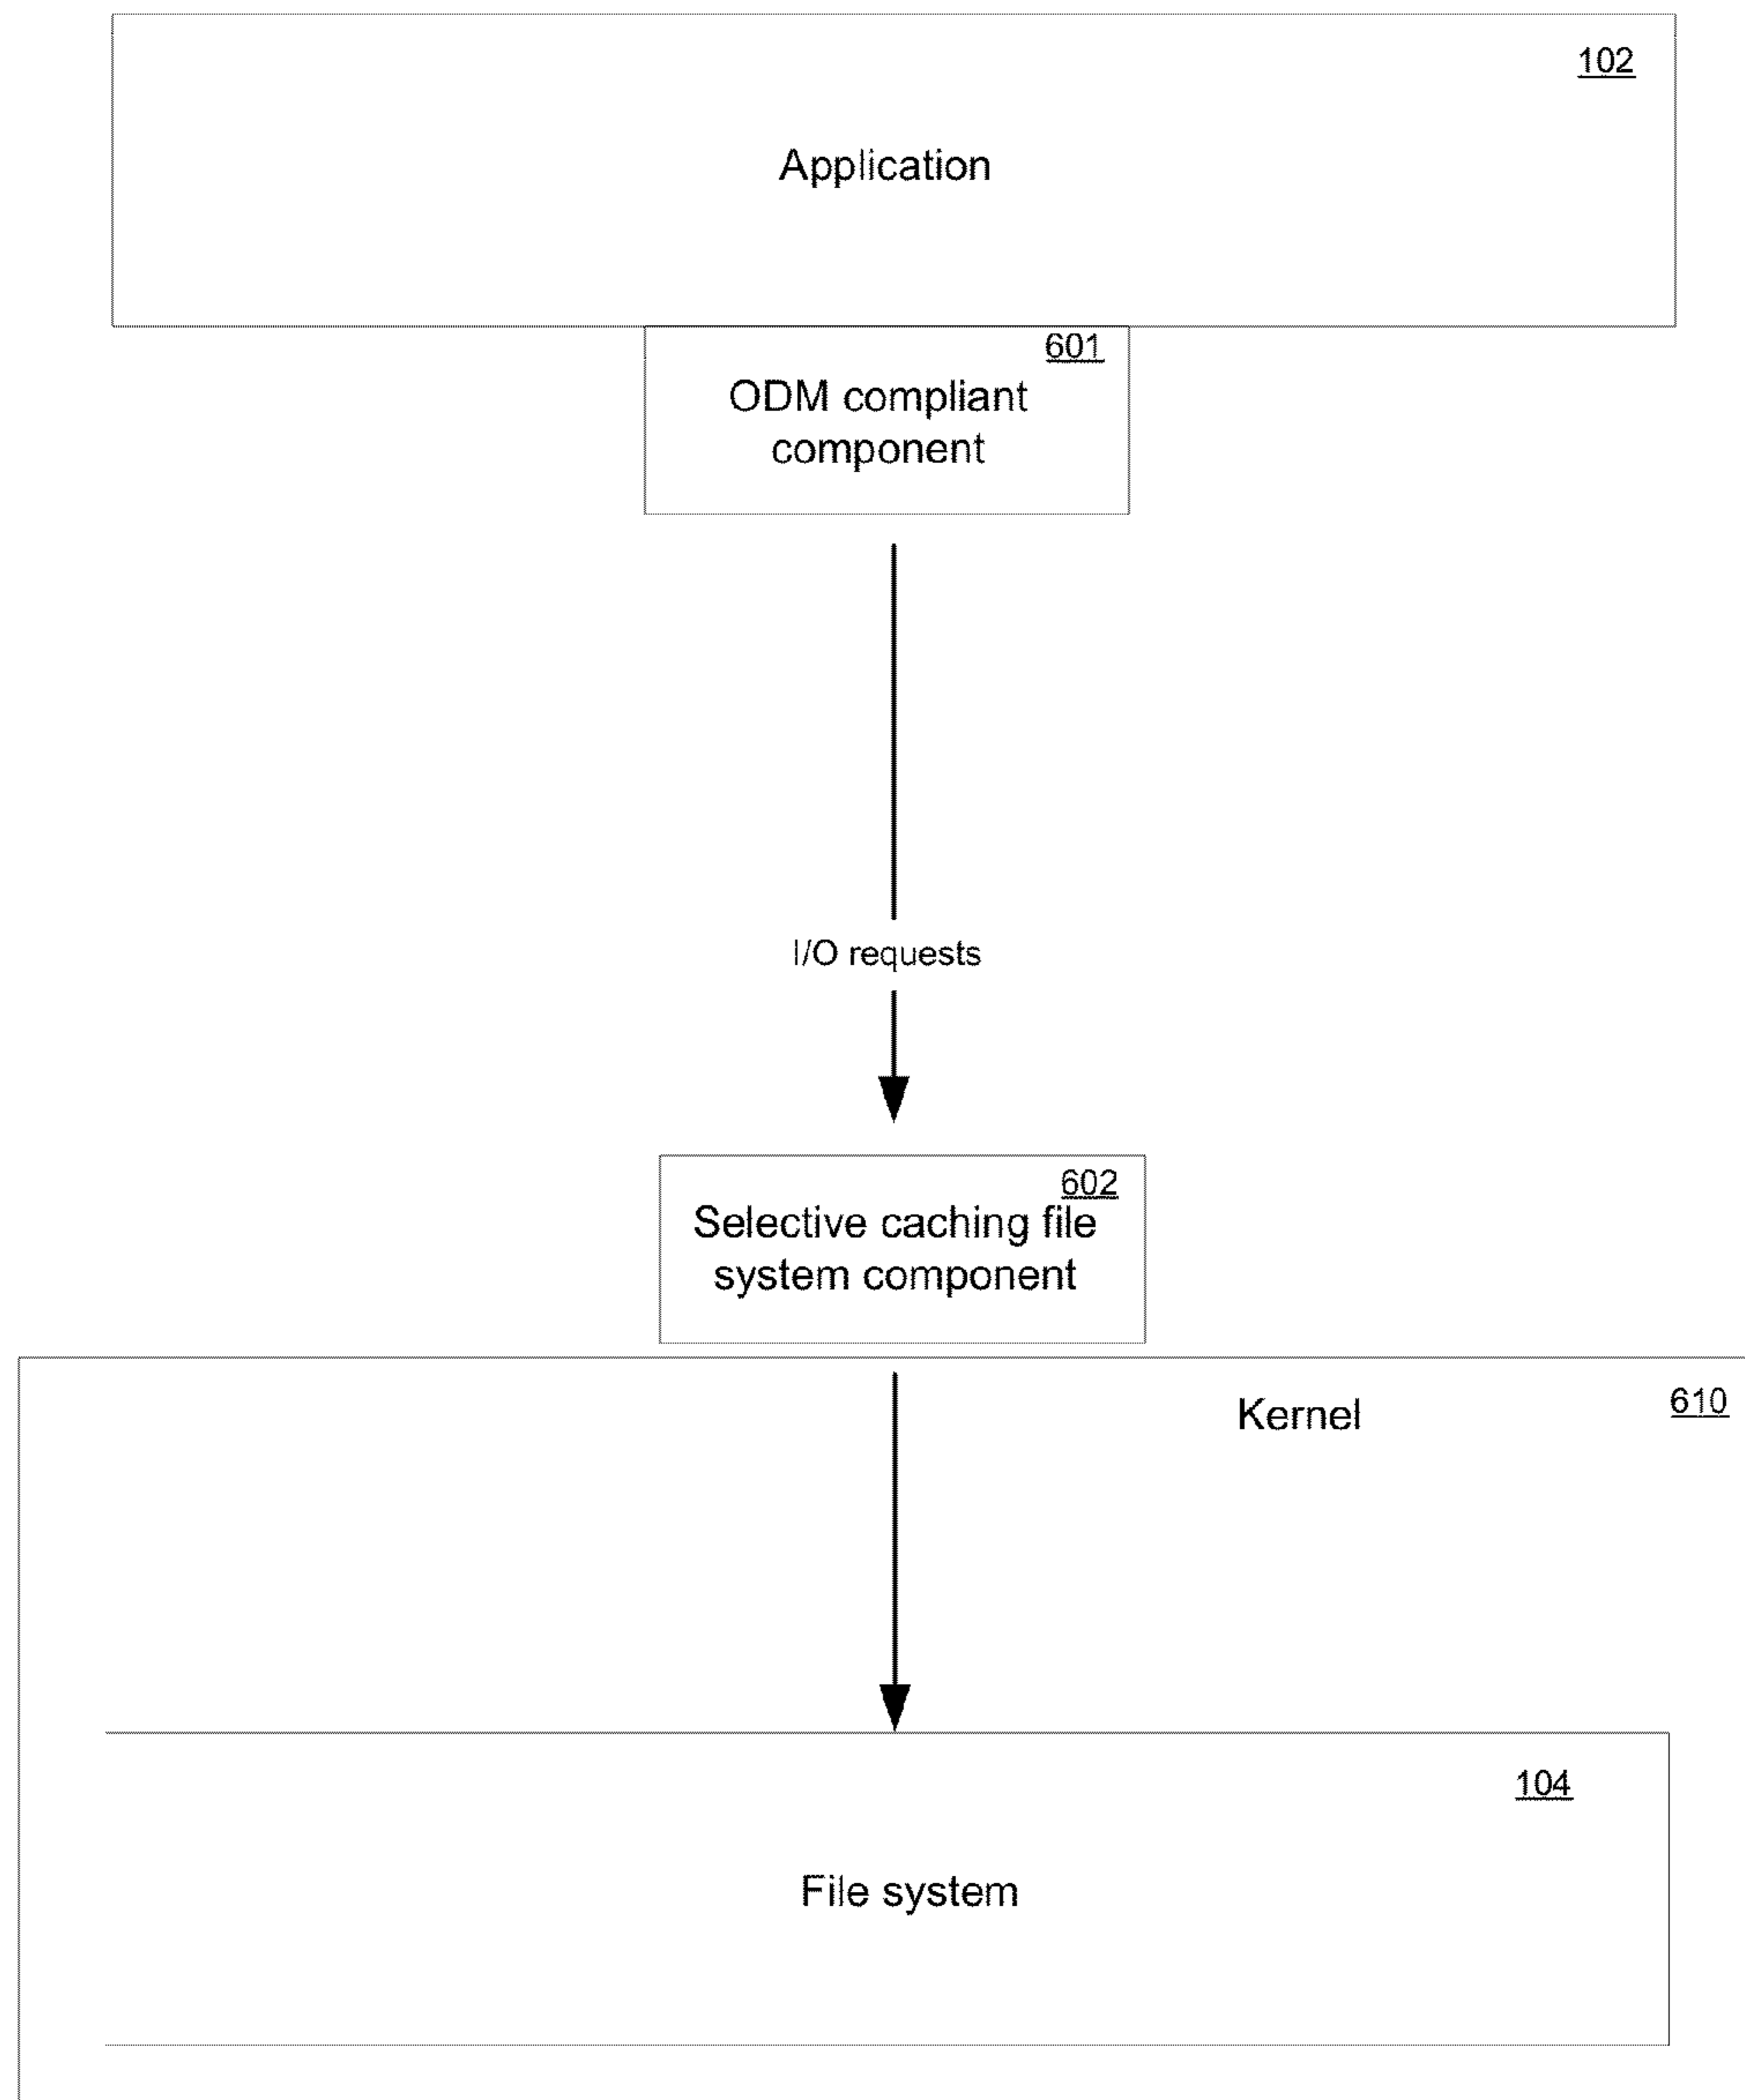 102
Application
601
ODM compliant
component
I/O requests
602
Selective caching file
system component
Kernel
610
104
File system